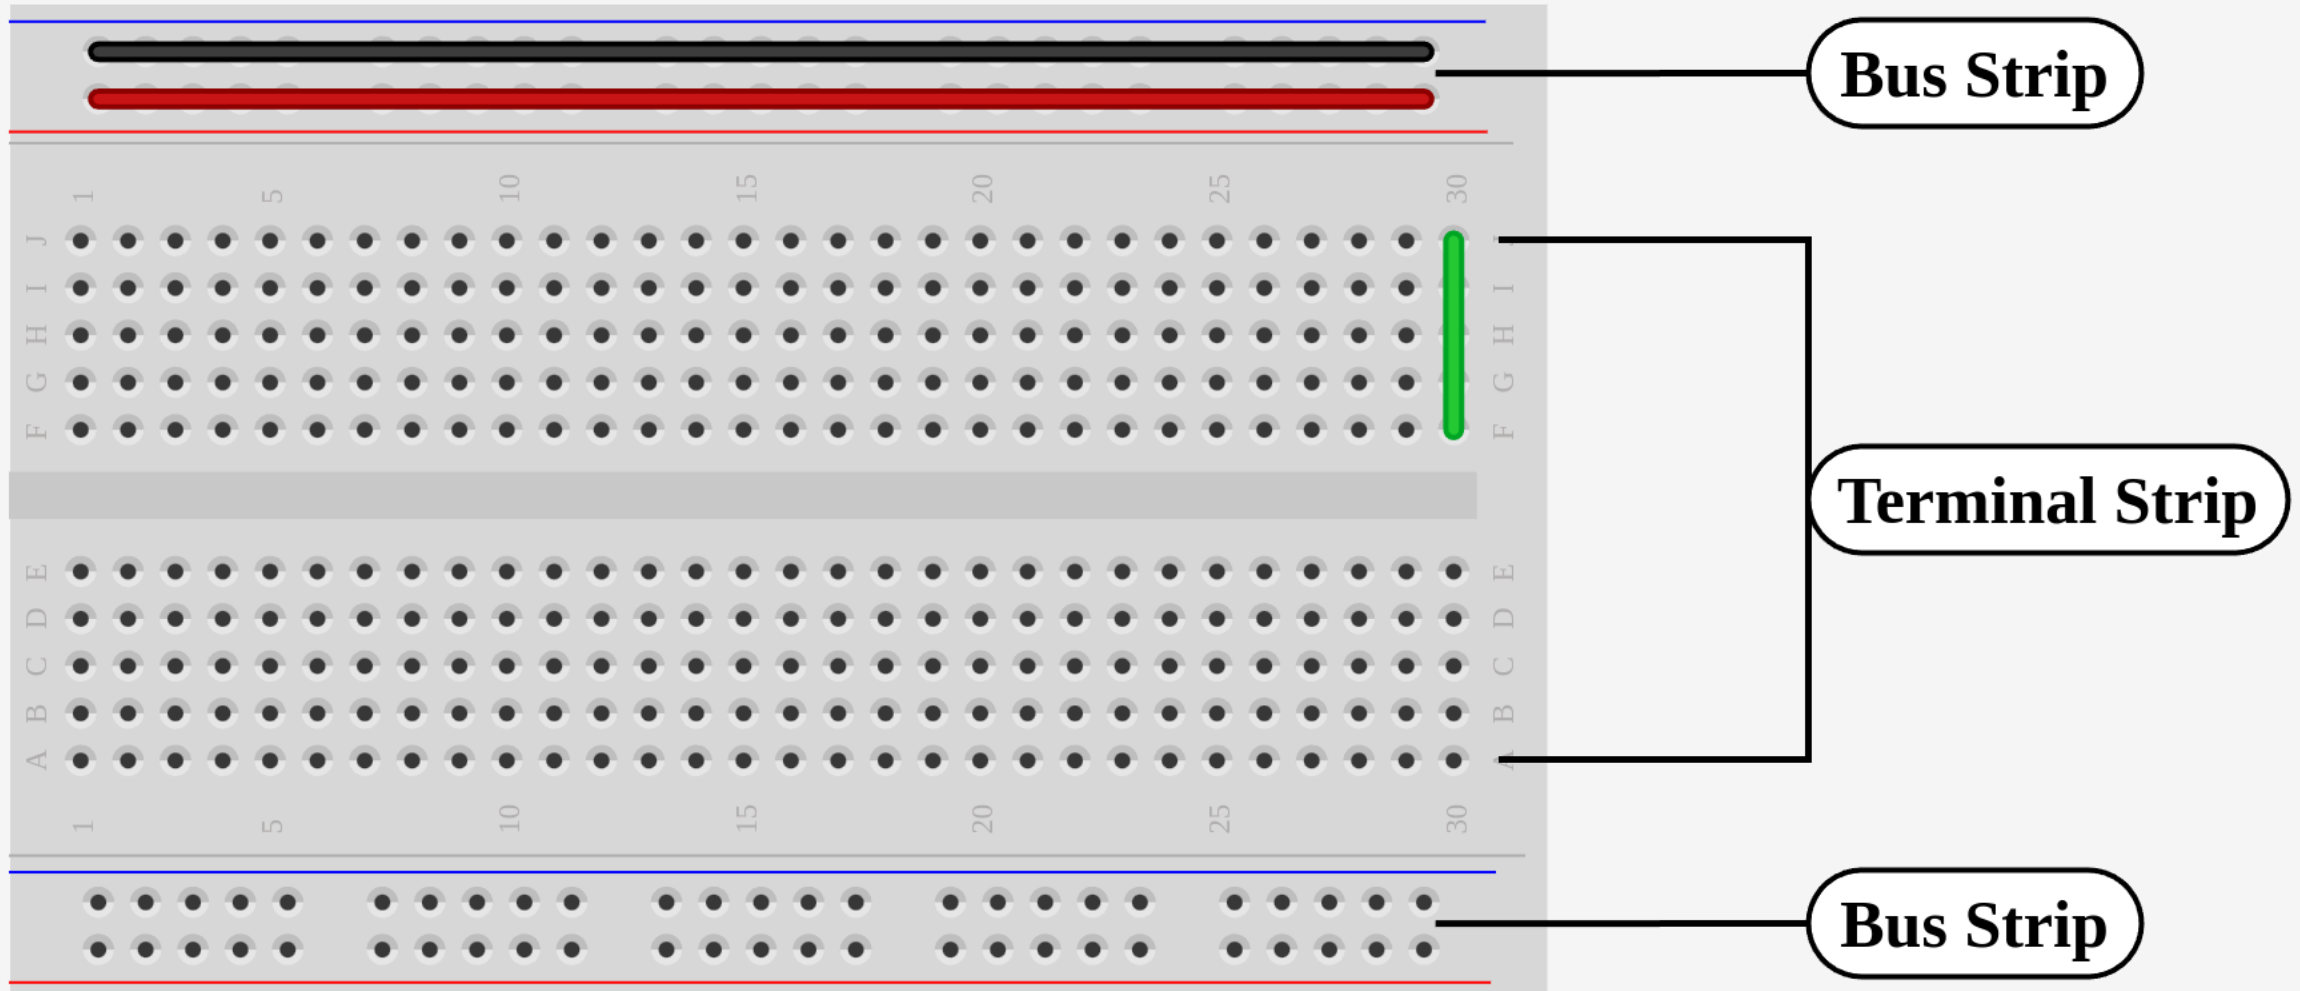 Bus Strip
1 5 10 15 20 25 30
J
I I
H H
G G
F F
Terminal Strip
E E
D D
C C
B B
A A
1 5 10 15 20 25 30
Bus Strip